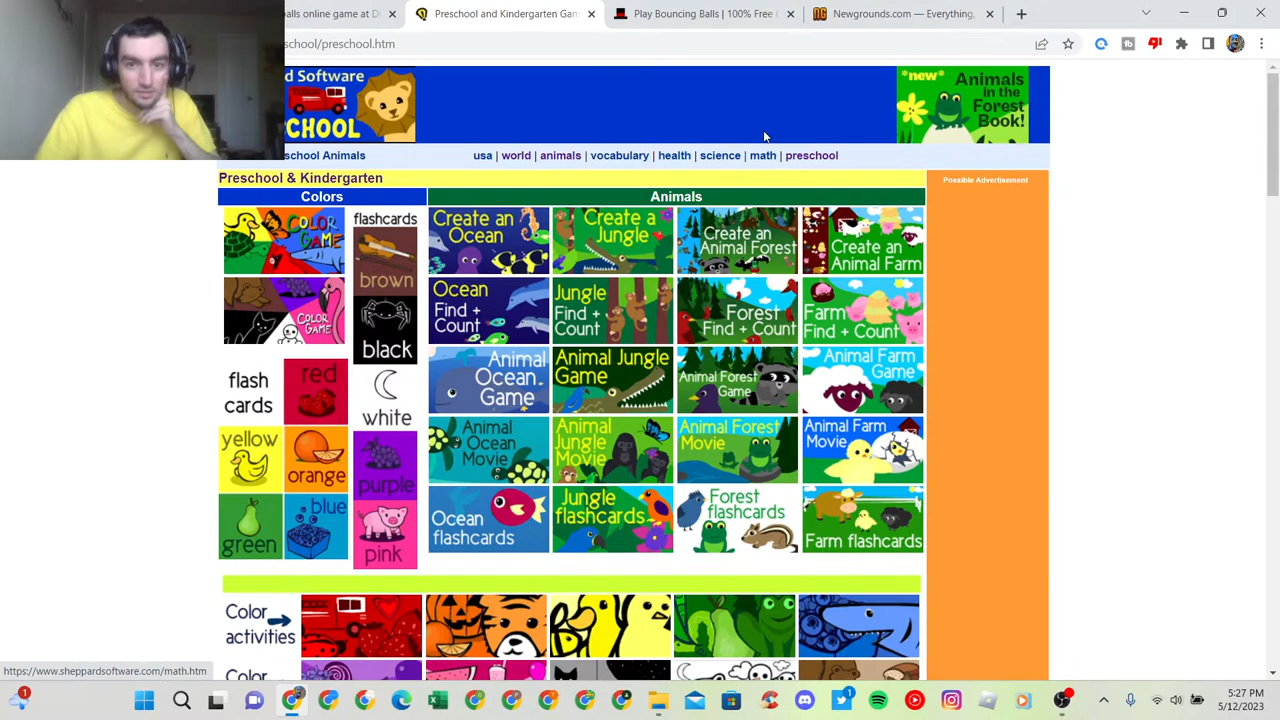 alls online game at De
Preschool and Kindergarten Gam
Play Bouncing Balls | 100% Free
Newgrounds.com — Everything,
school/preschool.htm
d Software
CHOOL
*new* Animals in the Forest Book!
school Animals
usa | world | animals | vocabulary | health | science | math | preschool
Preschool & Kindergarten
Possible Advertisement
Colors
Animals
COLOR GAME
flashcards
brown
COLOR GAME
black
flash cards
red
white
yellow
orange
purple
green
blue
pink
Create an Ocean
Create a Jungle
Create an Animal Forest
Create an Animal Farm
Ocean Find + Count
Jungle Find + Count
Forest Find + Count
Farm Find + Count
Animal Ocean Game
Animal Jungle Game
Animal Forest Game
Animal Farm Game
Animal Ocean Movie
Animal Jungle Movie
Animal Forest Movie
Animal Farm Movie
Ocean flashcards
Jungle flashcards
Forest flashcards
Farm flashcards
Color activities
Color
https://www.sheppardsoftware.com/math.htm
1
1
5:27 PM
5/12/2023